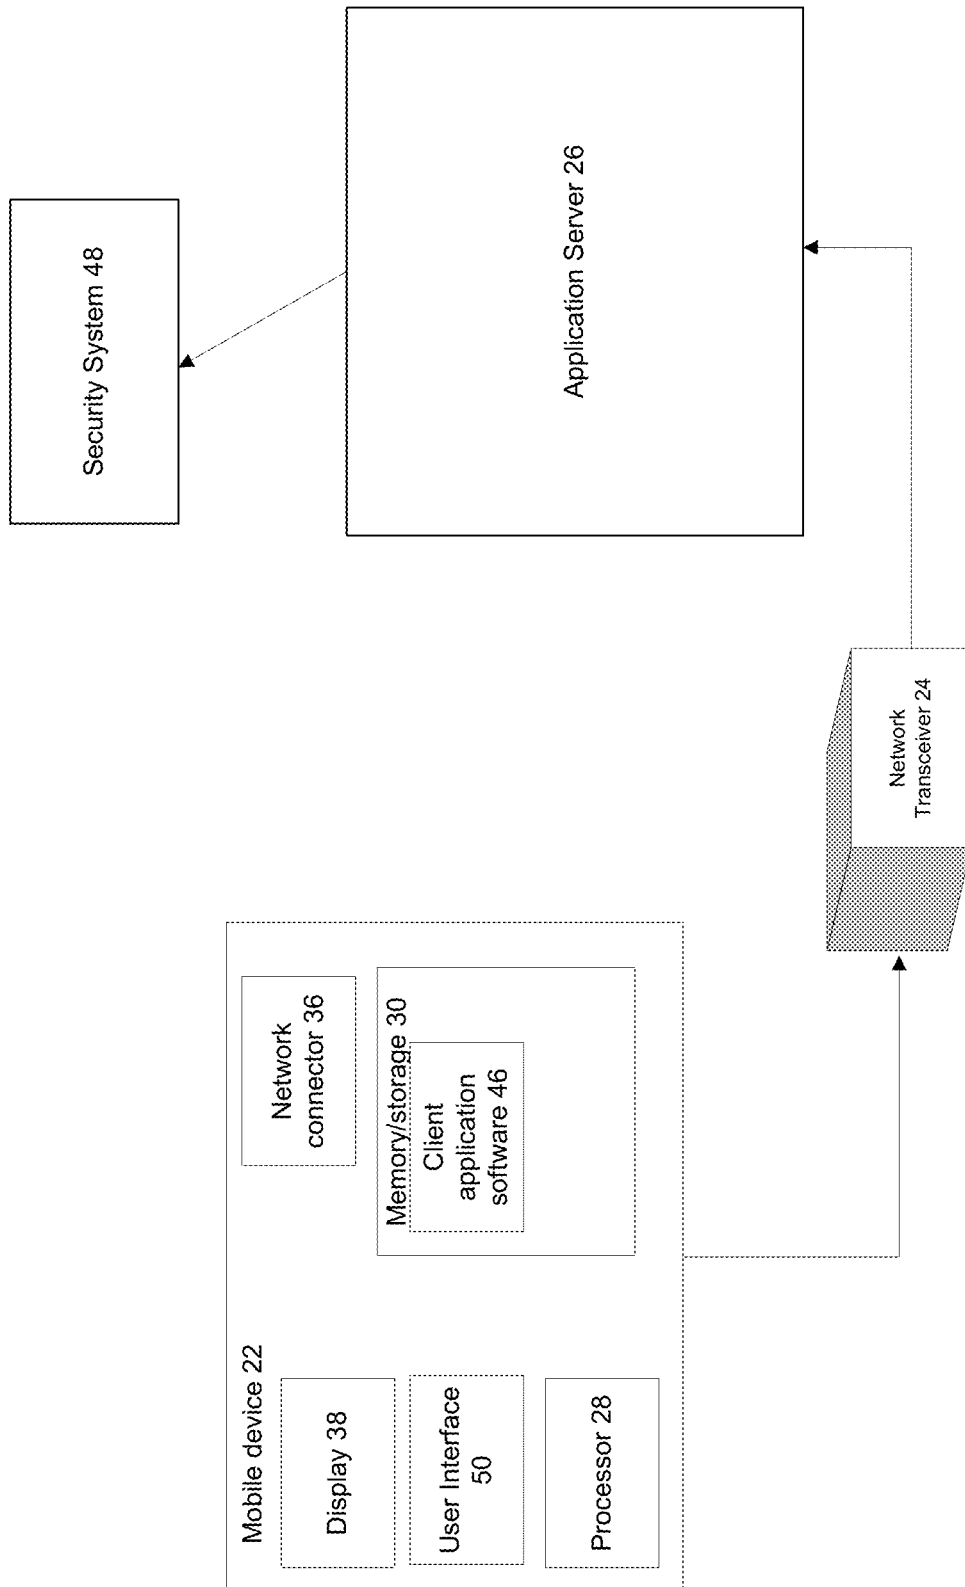 Mobile device 22
Display 38
User Interface
50
Processor 28
Network
connector 36
Memory/storage 30
Client
application
software 46
Network
Transceiver 24
Security System 48
Application Server 26